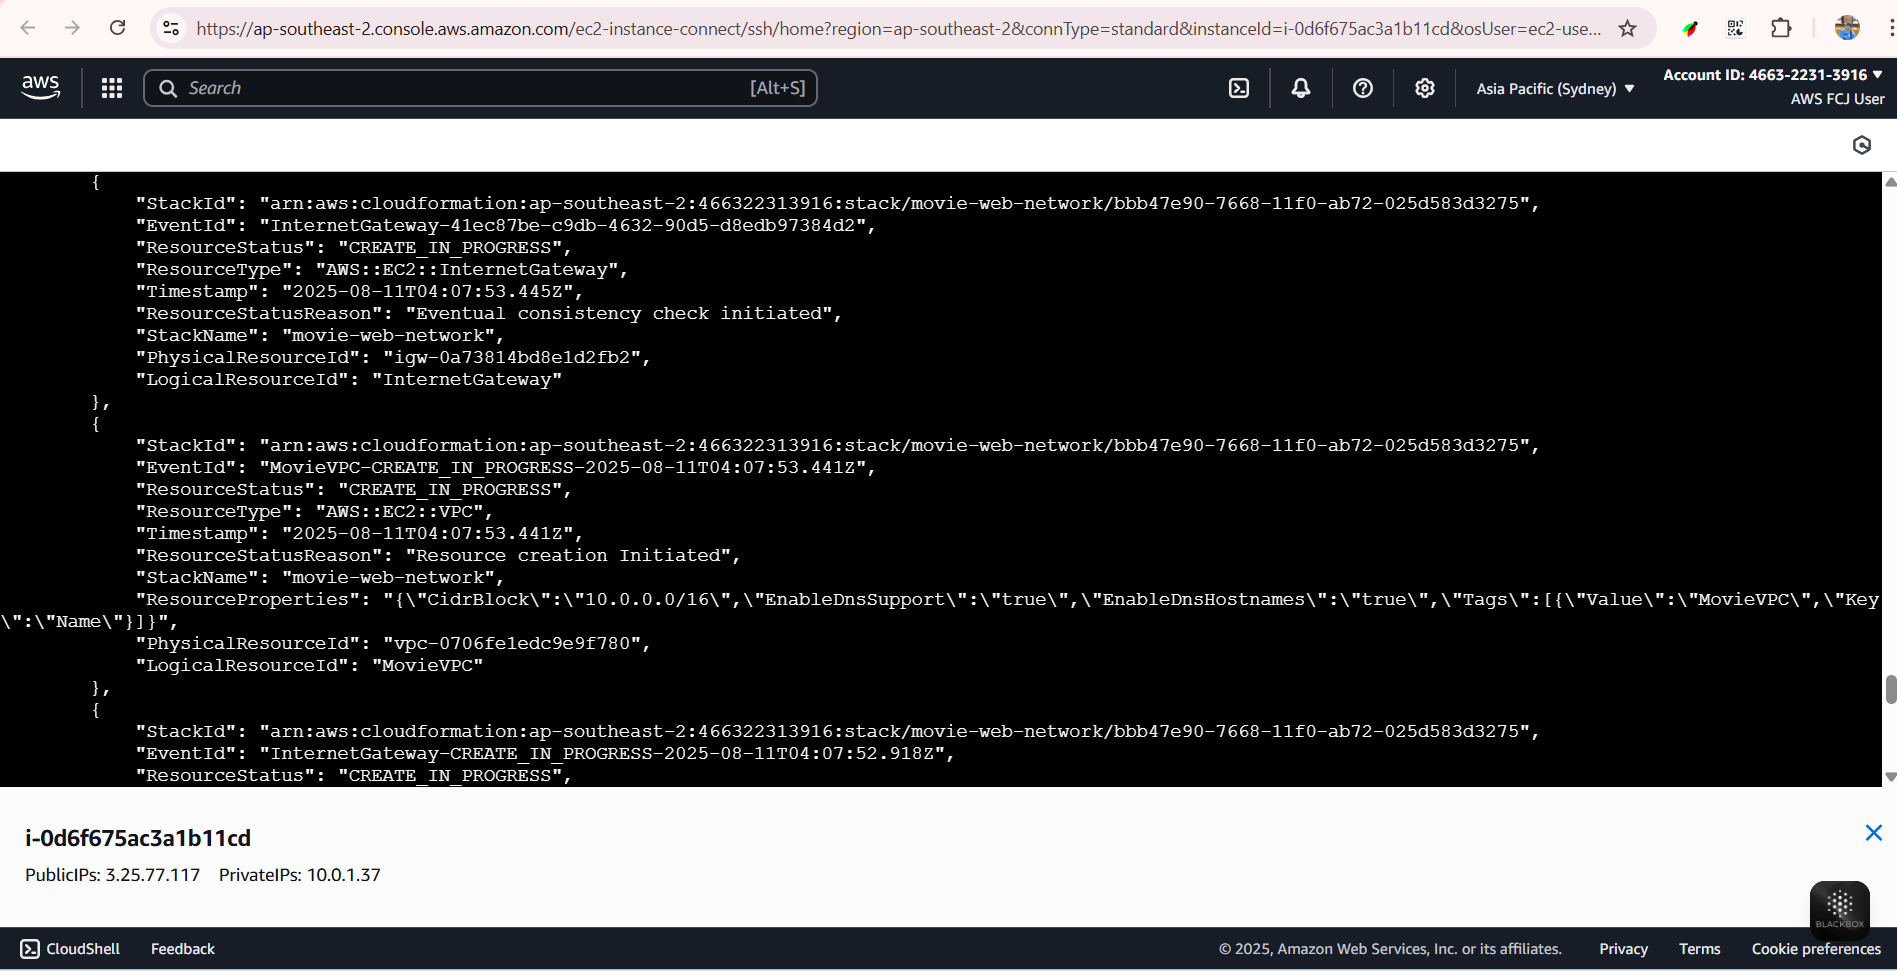 https://ap-southeast-2.console.aws.amazon.com/ec2-instance-connect/ssh/home?region=ap-southeast-2&connType=standard&instanceId=i-0d6f675ac3a1b11cd&osUser=ec2-use...
aws
Search
[Alt+S]
Asia Pacific (Sydney)
Account ID: 4663-2231-3916
AWS FCJ User
{
"StackId": "arn:aws:cloudformation:ap-southeast-2:466322313916:stack/movie-web-network/bbb47e90-7668-11f0-ab72-025d583d3275",
"EventId": "InternetGateway-41ec87be-c9db-4632-90d5-d8edb97384d2",
"ResourceStatus": "CREATE_IN_PROGRESS",
"ResourceType": "AWS::EC2::InternetGateway",
"Timestamp": "2025-08-11T04:07:53.445Z",
"ResourceStatusReason": "Eventual consistency check initiated",
"StackName": "movie-web-network",
"PhysicalResourceId": "igw-0a73814bd8e1d2fb2",
"LogicalResourceId": "InternetGateway"
},
{
"StackId": "arn:aws:cloudformation:ap-southeast-2:466322313916:stack/movie-web-network/bbb47e90-7668-11f0-ab72-025d583d3275",
"EventId": "MovieVPC-CREATE_IN_PROGRESS-2025-08-11T04:07:53.441Z",
"ResourceStatus": "CREATE_IN_PROGRESS",
"ResourceType": "AWS::EC2::VPC",
"Timestamp": "2025-08-11T04:07:53.441Z",
"ResourceStatusReason": "Resource creation Initiated",
"StackName": "movie-web-network",
"ResourceProperties": "{\"CidrBlock\":\"10.0.0.0/16\",\"EnableDnsSupport\":\"true\",\"EnableDnsHostnames\":\"true\",\"Tags\":[{\"Value\":\"MovieVPC\",\"Key
\":\"Name\"}]}",
"PhysicalResourceId": "vpc-0706fe1edc9e9f780",
"LogicalResourceId": "MovieVPC"
},
{
"StackId": "arn:aws:cloudformation:ap-southeast-2:466322313916:stack/movie-web-network/bbb47e90-7668-11f0-ab72-025d583d3275",
"EventId": "InternetGateway-CREATE_IN_PROGRESS-2025-08-11T04:07:52.918Z",
"ResourceStatus": "CREATE_IN_PROGRESS",
i-0d6f675ac3a1b11cd
PublicIPs: 3.25.77.117 PrivateIPs: 10.0.1.37
BLACKBOX
CloudShell
Feedback
© 2025, Amazon Web Services, Inc. or its affiliates.
Privacy
Terms
Cookie preferences